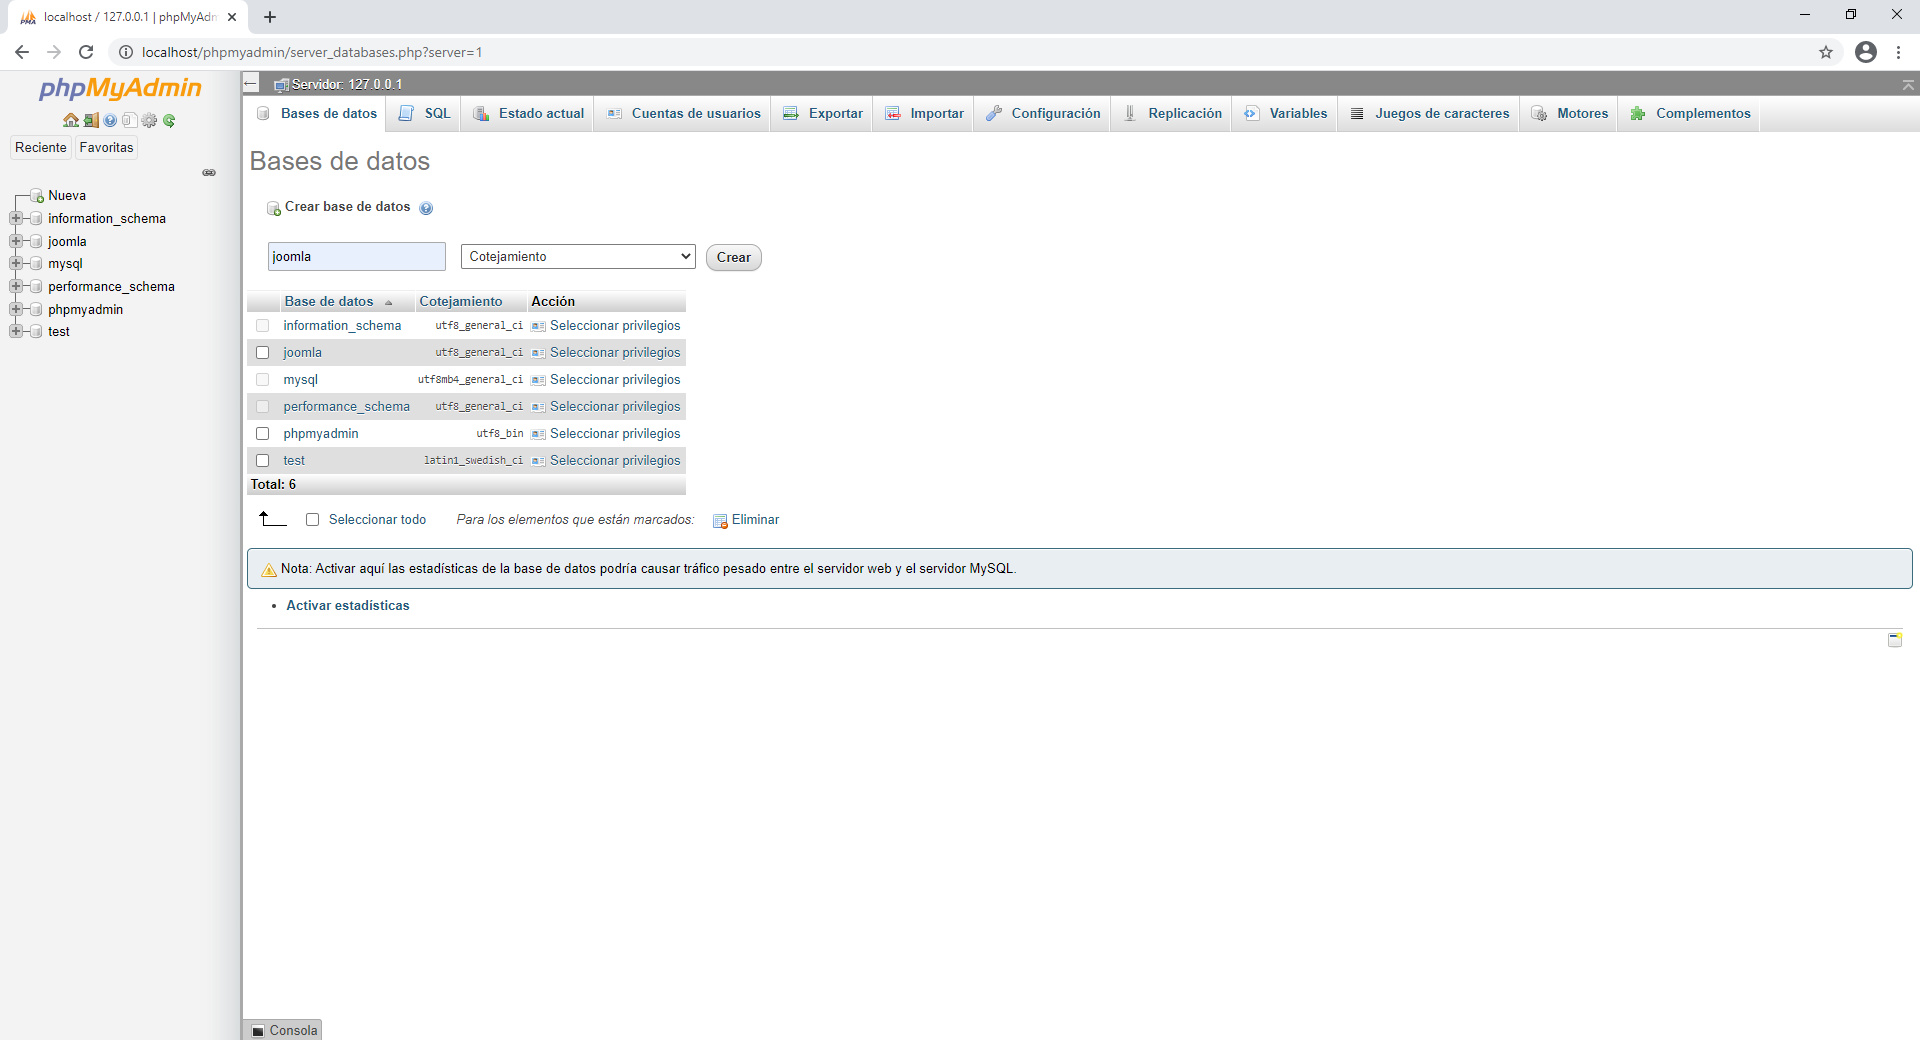 localhost / 127.0.0.1 | phpMyAdm
localhost/phpmyadmin/server_databases.php?server=1
phpMyAdmin
Reciente
Favoritas
Nueva
information_schema
joomla
mysql
performance_schema
phpmyadmin
test
Servidor: 127.0.0.1
Bases de datos
SQL
Estado actual
Cuentas de usuarios
Exportar
Importar
Configuración
Replicación
Variables
Juegos de caracteres
Motores
Complementos
Bases de datos
Crear base de datos
joomla
Cotejamiento
Crear
Base de datos Cotejamiento Acción
information_schema utf8_general_ci Seleccionar privilegios
joomla utf8_general_ci Seleccionar privilegios
mysql utf8mb4_general_ci Seleccionar privilegios
performance_schema utf8_general_ci Seleccionar privilegios
phpmyadmin utf8_bin Seleccionar privilegios
test latin1_swedish_ci Seleccionar privilegios
Total: 6
Seleccionar todo Para los elementos que están marcados: Eliminar
Nota: Activar aquí las estadísticas de la base de datos podría causar tráfico pesado entre el servidor web y el servidor MySQL.
• Activar estadísticas
Consola